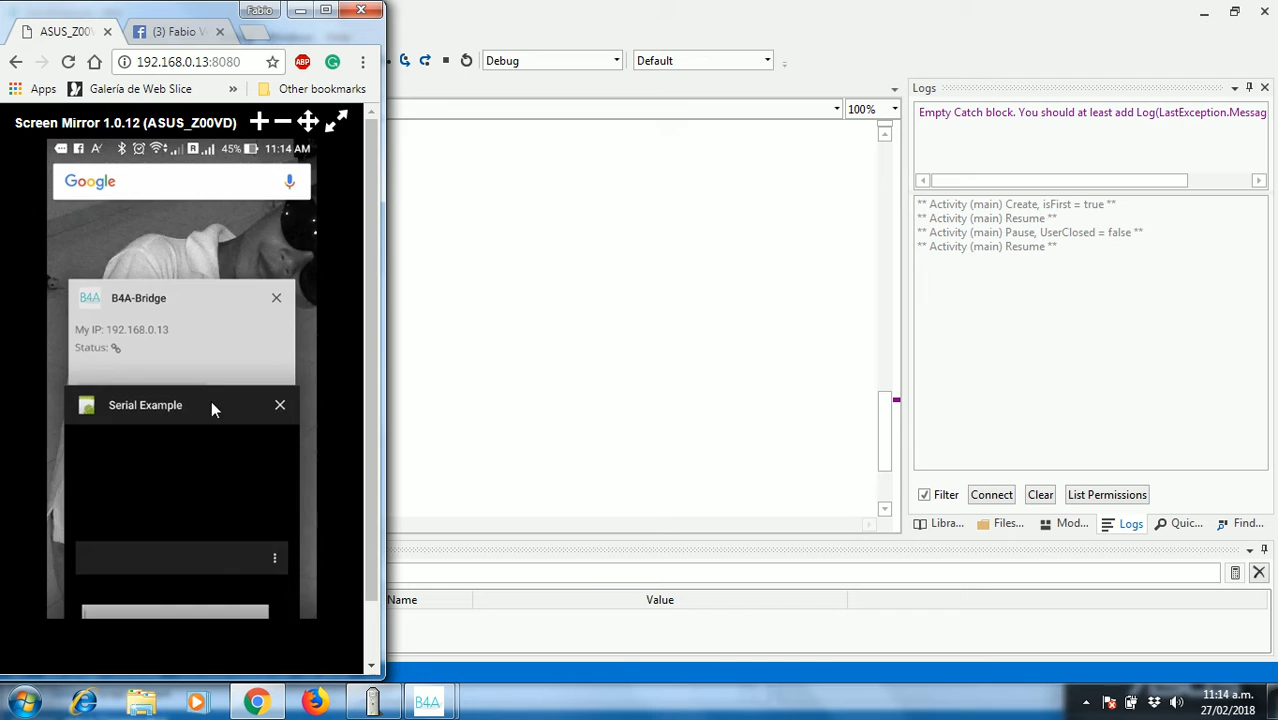 Fabio
ASUS_Z00V
(3) Fabio V
192.168.0.13:8080
ABP
Apps
Galería de Web Slice
»
Other bookmarks
Screen Mirror 1.0.12 (ASUS_Z00VD)
R
45%
11:14 AM
Google
B4A
B4A-Bridge
My IP: 192.168.0.13
Status:
Serial Example
Debug
Default
100%
Logs
Empty Catch block. You should at least add Log(LastException.Messag
** Activity (main) Create, isFirst = true **
** Activity (main) Resume **
** Activity (main) Pause, UserClosed = false **
** Activity (main) Resume **
Filter
Connect
Clear
List Permissions
Libra...
Files...
Mod...
Logs
Quic...
Find...
Name
Value
B4A
11:14 a.m.
27/02/2018